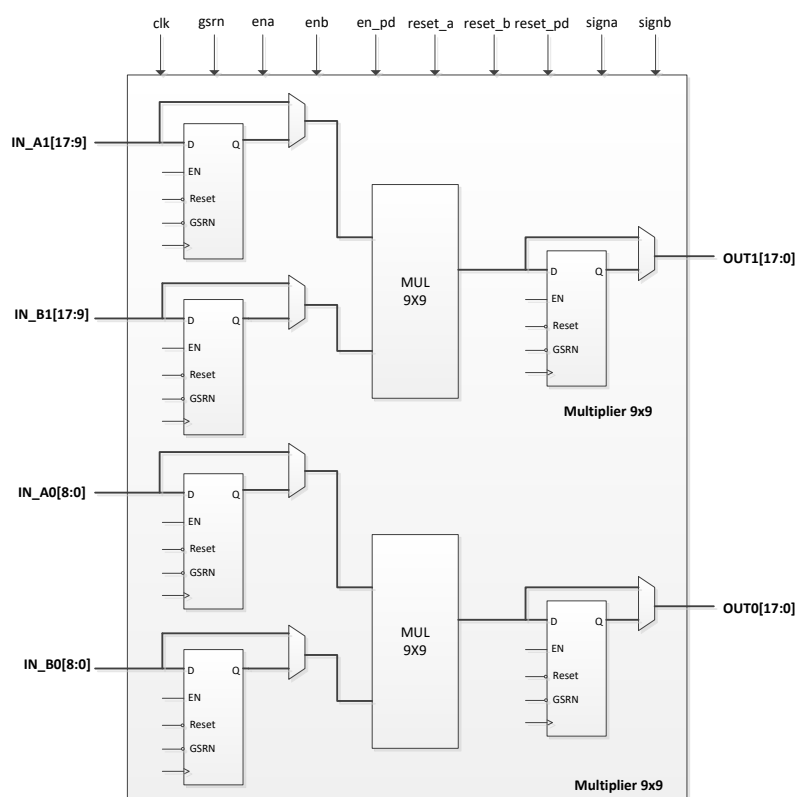 clk gsrn ena enb en_pd reset_a reset_b reset_pd signa signb
IN_A1[17:9]
D Q
EN
Reset
GSRN
IN_B1[17:9]
D Q
EN
Reset
GSRN
MUL
9X9
D Q
EN
Reset
GSRN
OUT1[17:0]
Multiplier 9x9
IN_A0[8:0]
D Q
EN
Reset
GSRN
IN_B0[8:0]
D Q
EN
Reset
GSRN
MUL
9X9
D Q
EN
Reset
GSRN
OUT0[17:0]
Multiplier 9x9